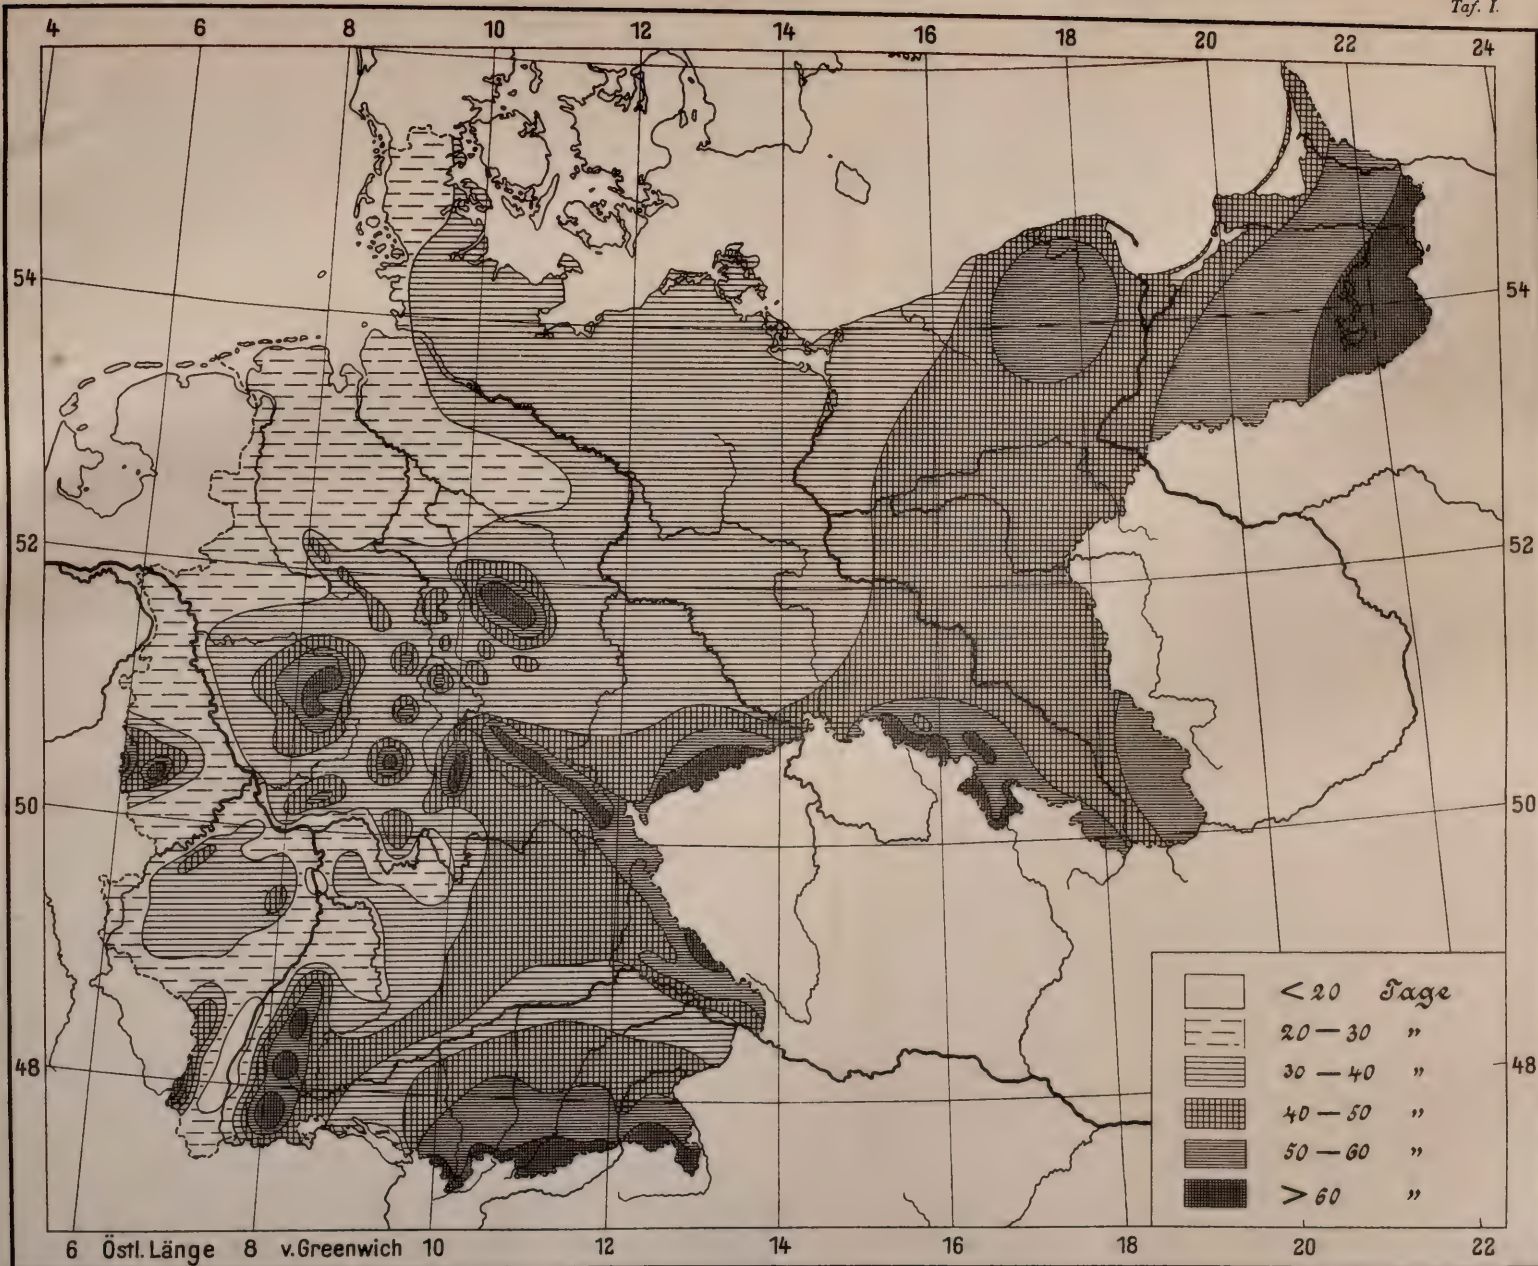 Taf. I.
4 6 8 10 12 14 16 18 20 22 24
54 54
52 52
50 50
< 20 Tage
20 — 30 "
30 — 40 "
48 48
40 — 50 "
50 — 60 "
> 60 "
6 Östl. Länge 8 v. Greenwich 10 12 14 16 18 20 22